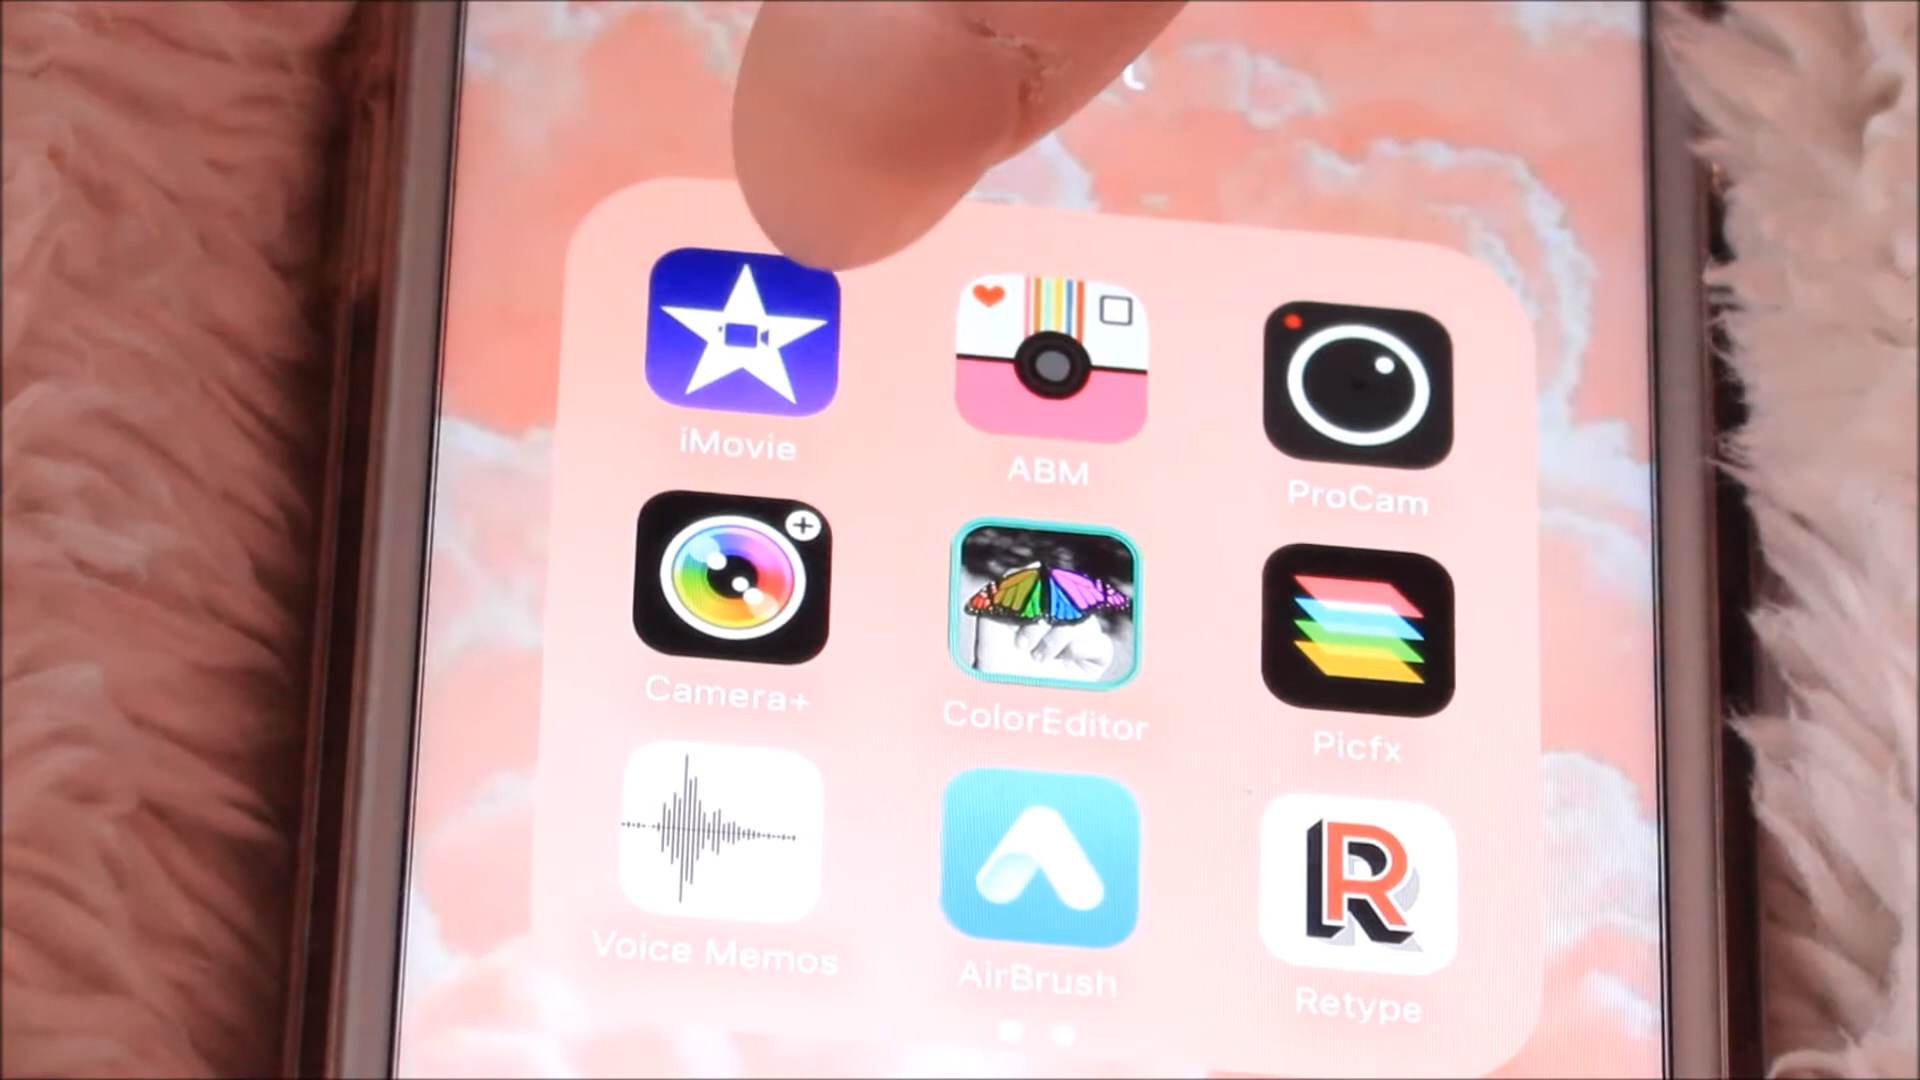 iMovie
ABM
ProCam
Camera+
ColorEditor
Picfx
Voice Memos
AirBrush
R
Retype